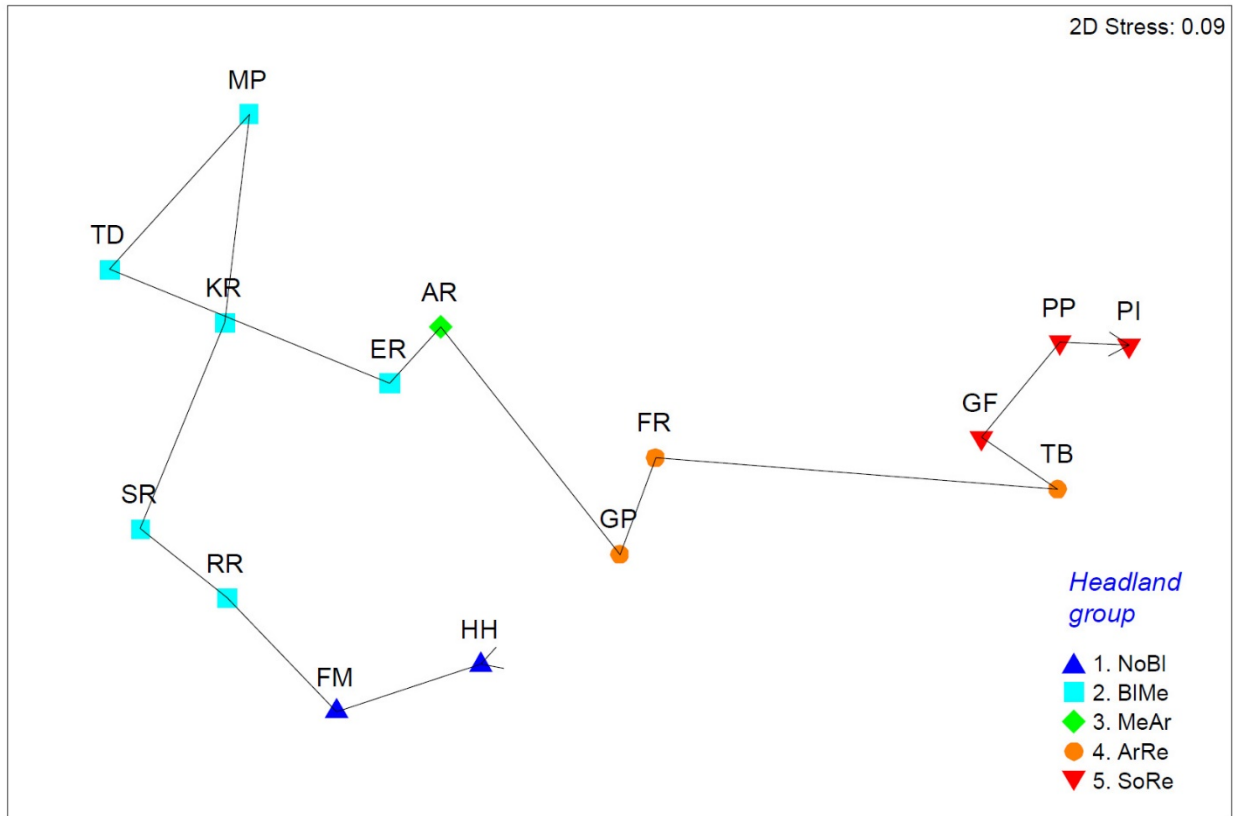 2D Stress: 0.09
MP
TD
KR
AR
ER
PP
PI
GF
FR
TB
SR
GP
RR
HH
FM
Headland
group
1. NoBl
2. BlMe
3. MeAr
4. ArRe
5. SoRe